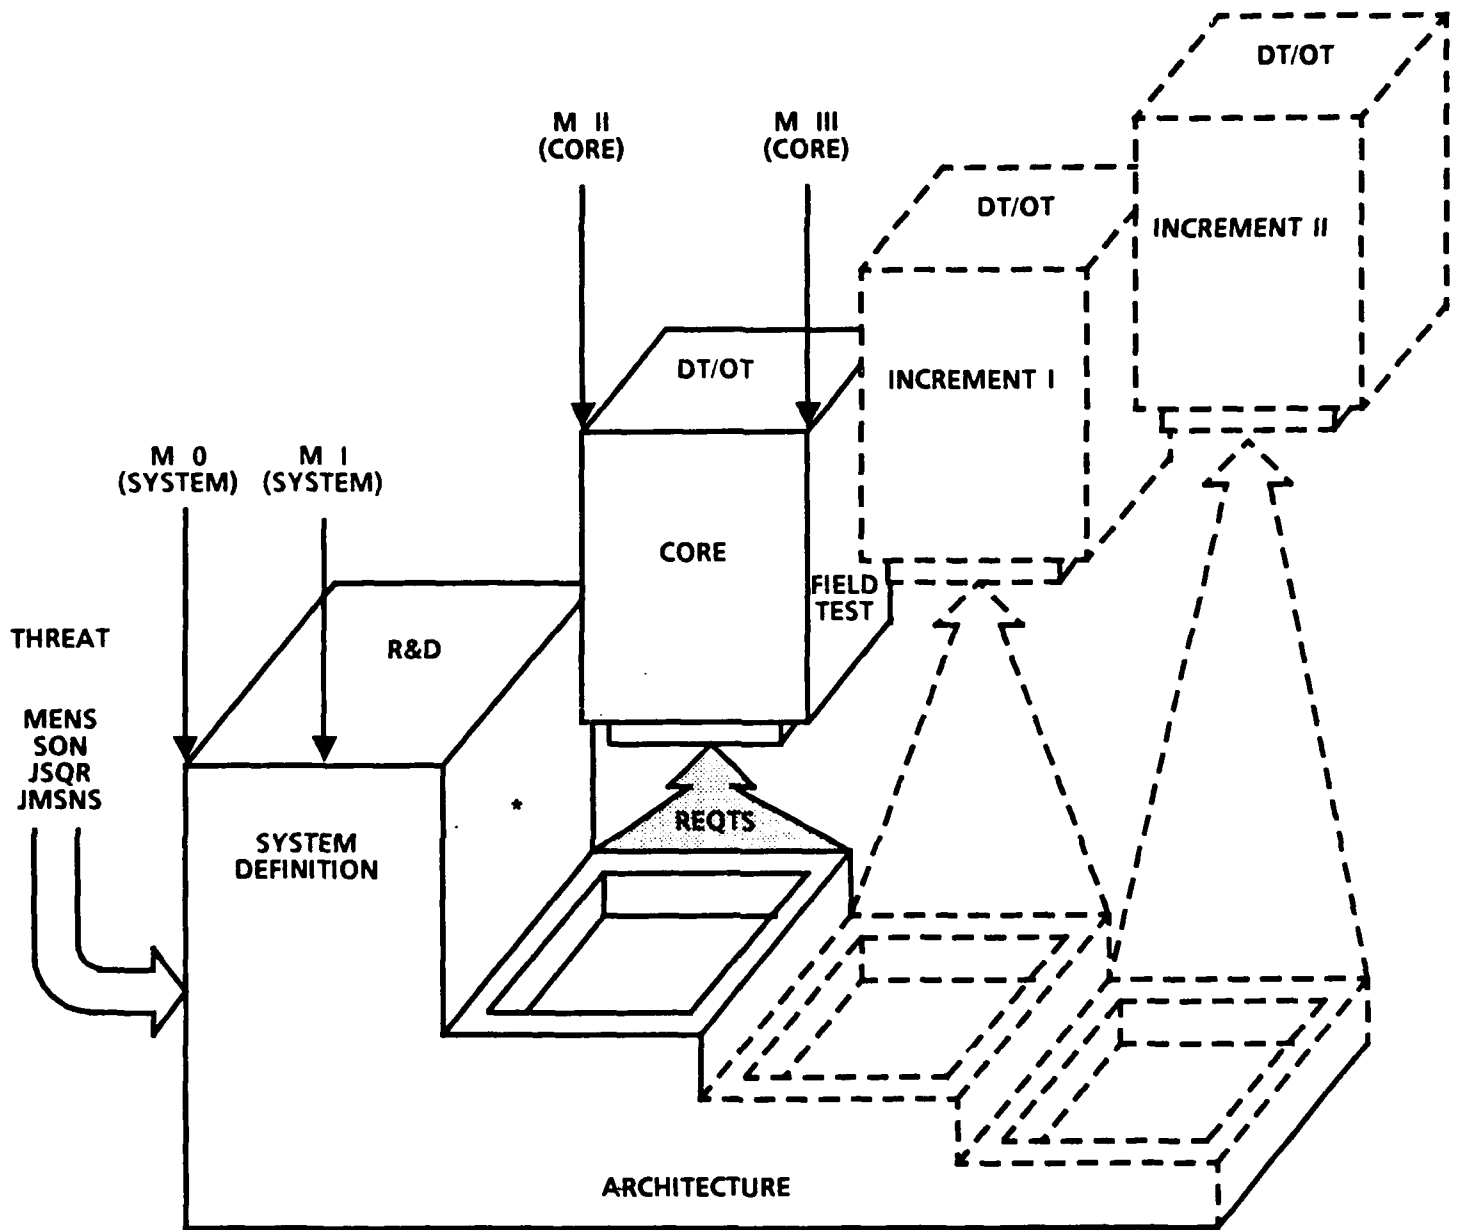 DT/OT
M II
(CORE)
M III
(CORE)
DT/OT
INCREMENT II
DT/OT
INCREMENT I
M 0
(SYSTEM)
M I
(SYSTEM)
CORE
FIELD
TEST
THREAT
R&D
MENS
SON
JSQR
JMSNS
*
REQTS
SYSTEM
DEFINITION
ARCHITECTURE